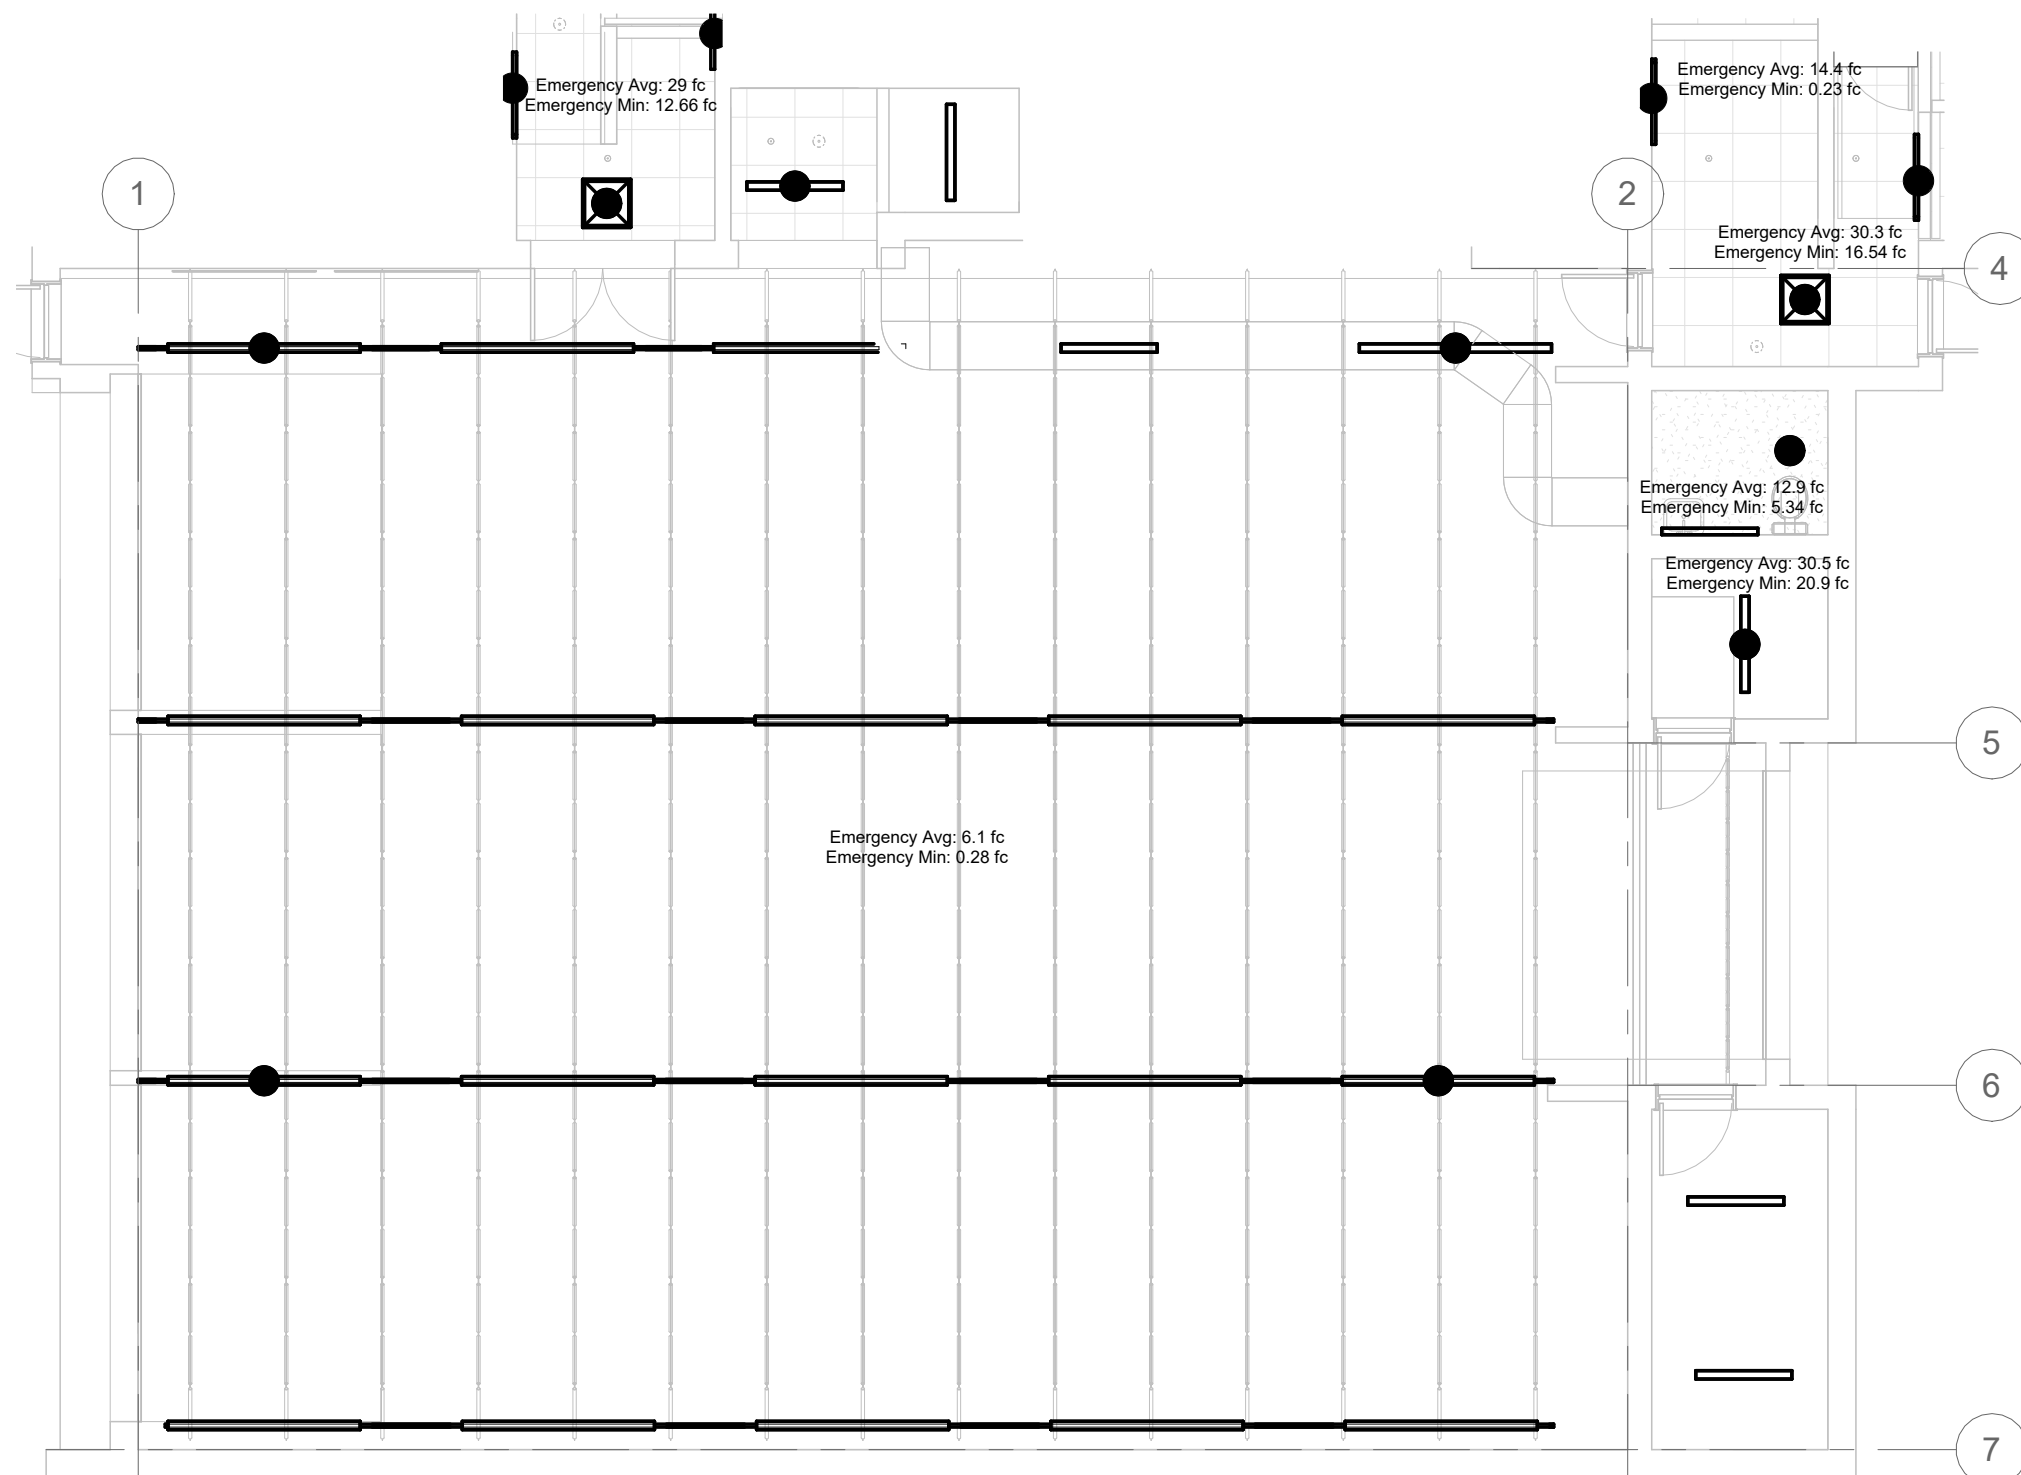 Emergency Avg: 29 fc
Emergency Min: 12.66 fc
Emergency Avg: 14.4 fc
Emergency Min: 0.23 fc
1
2
Emergency Avg: 30.3 fc
Emergency Min: 16.54 fc
4
Emergency Avg: 12.9 fc
Emergency Min: 5.34 fc
Emergency Avg: 30.5 fc
Emergency Min: 20.9 fc
5
Emergency Avg: 6.1 fc
Emergency Min: 0.28 fc
6
7